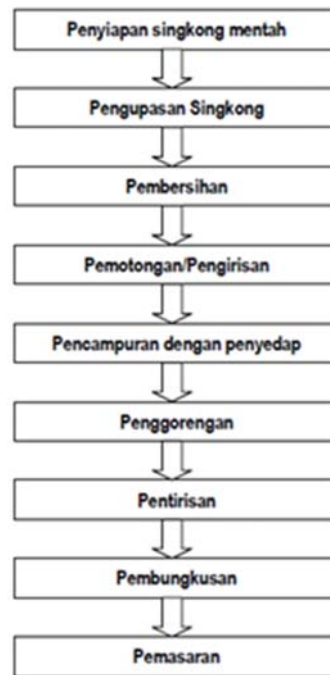 Penyiapan singkong mentah
Pengupasan Singkong
Pembersihan
Pemotongan/Pengirisan
Pencampuran dengan penyedap
Penggorengan
Pentirisan
Pembungkusan
Pemasaran